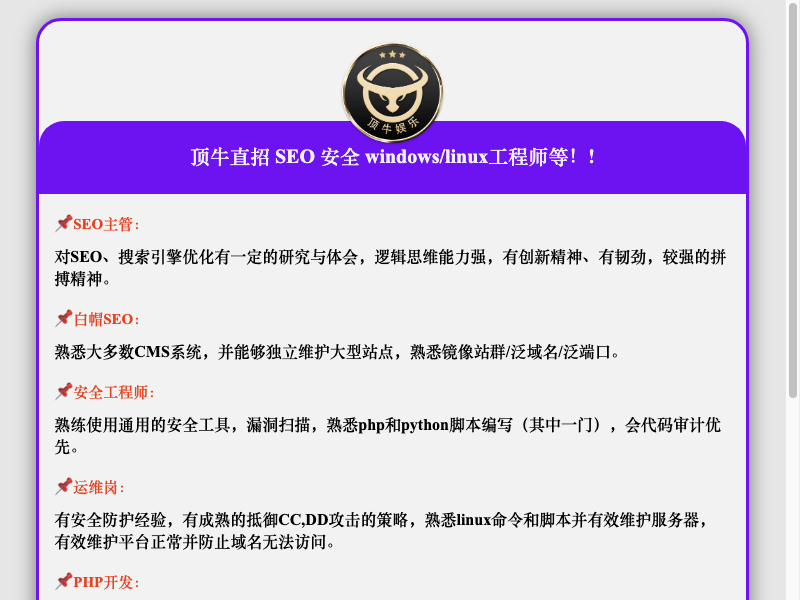 顶牛娱乐
顶牛直招 SEO 安全 windows/linux工程师等！！
SEO主管：
对SEO、搜索引擎优化有一定的研究与体会，逻辑思维能力强，有创新精神、有韧劲，较强的拼
搏精神。
白帽SEO：
熟悉大多数CMS系统，并能够独立维护大型站点，熟悉镜像站群/泛域名/泛端口。
安全工程师：
熟练使用通用的安全工具，漏洞扫描，熟悉php和python脚本编写（其中一门），会代码审计优
先。
运维岗：
有安全防护经验，有成熟的抵御CC,DD攻击的策略，熟悉linux命令和脚本并有效维护服务器，
有效维护平台正常并防止域名无法访问。
PHP开发：